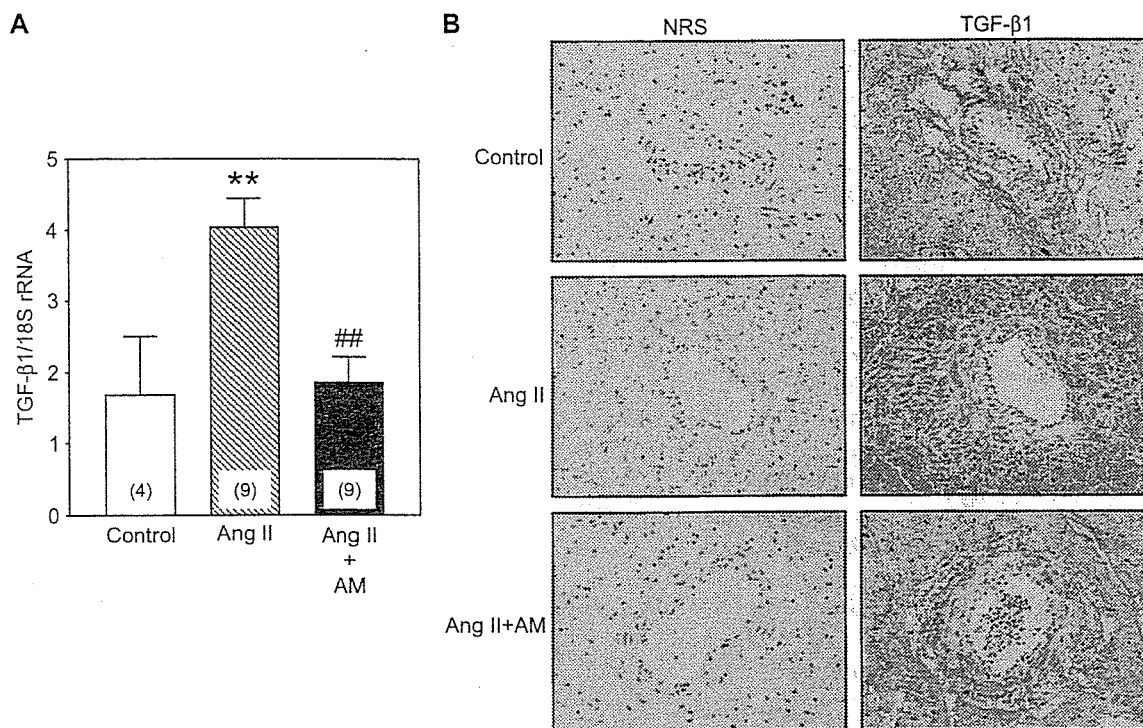 A
TGF-β1/18S rRNA
5
4
3
2
1
0
**
##
(4)
(9)
(9)
Control
Ang II
Ang II
+
AM
B
NRS
TGF-β1
Control
Ang II
Ang II+AM